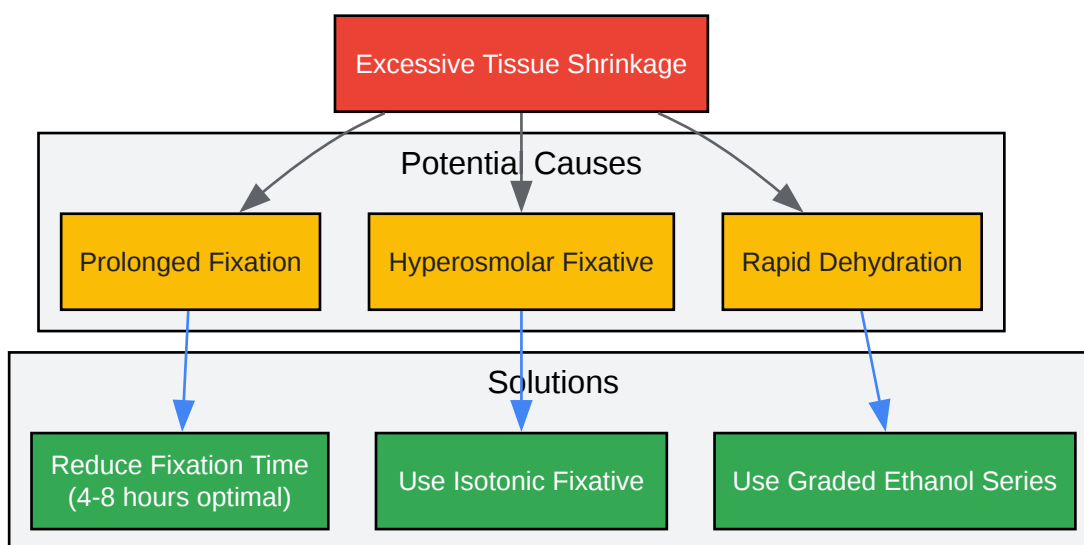 Excessive Tissue Shrinkage
Potential Causes
Prolonged Fixation
Hyperosmolar Fixative
Rapid Dehydration
Solutions
Reduce Fixation Time
(4-8 hours optimal)
Use Isotonic Fixative
Use Graded Ethanol Series